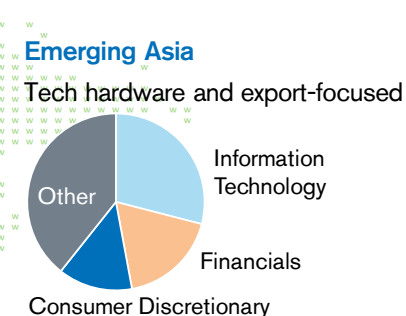 Emerging Asia
Tech hardware and export-focused
Information
Technology
Other
Financials
Consumer Discretionary